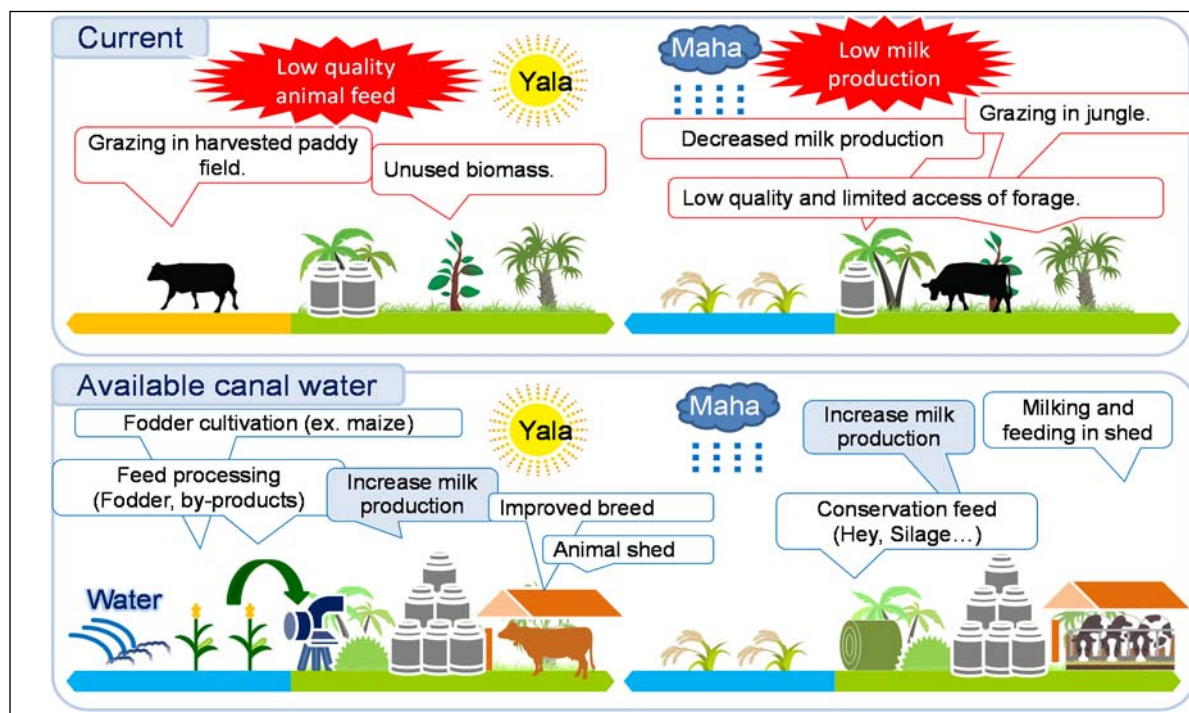 Current
Low quality
animal feed
Yala
Maha
Low milk
production
Grazing in harvested paddy
field.
Unused biomass.
Decreased milk production
Grazing in jungle.
Low quality and limited access of forage.
Available canal water
Fodder cultivation (ex. maize)
Feed processing
(Fodder, by-products)
Increase milk
production
Yala
Improved breed
Animal shed
Water
Maha
Increase milk
production
Milking and
feeding in shed
Conservation feed
(Hey, Silage…)